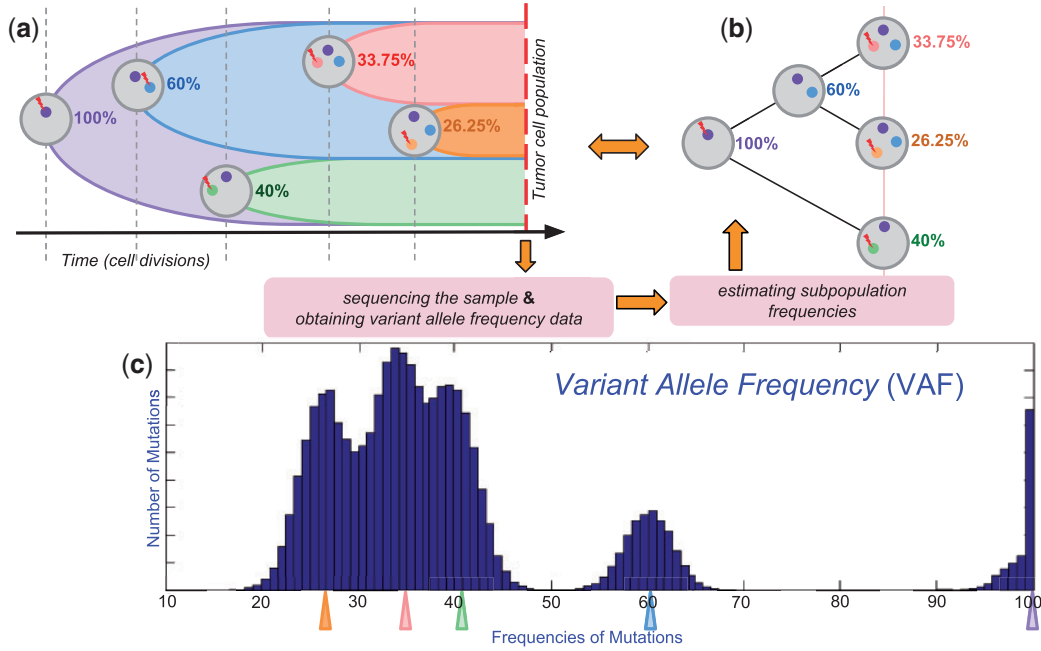 (a)
100%
60%
33.75%
26.25%
40%
Tumor cell population
Time (cell divisions)
(b)
33.75%
60%
26.25%
100%
40%
sequencing the sample &
obtaining variant allele frequency data
estimating subpopulation
frequencies
(c)
Variant Allele Frequency (VAF)
Number of Mutations
10 20 30 40 50 60 70 80 90 100
Frequencies of Mutations